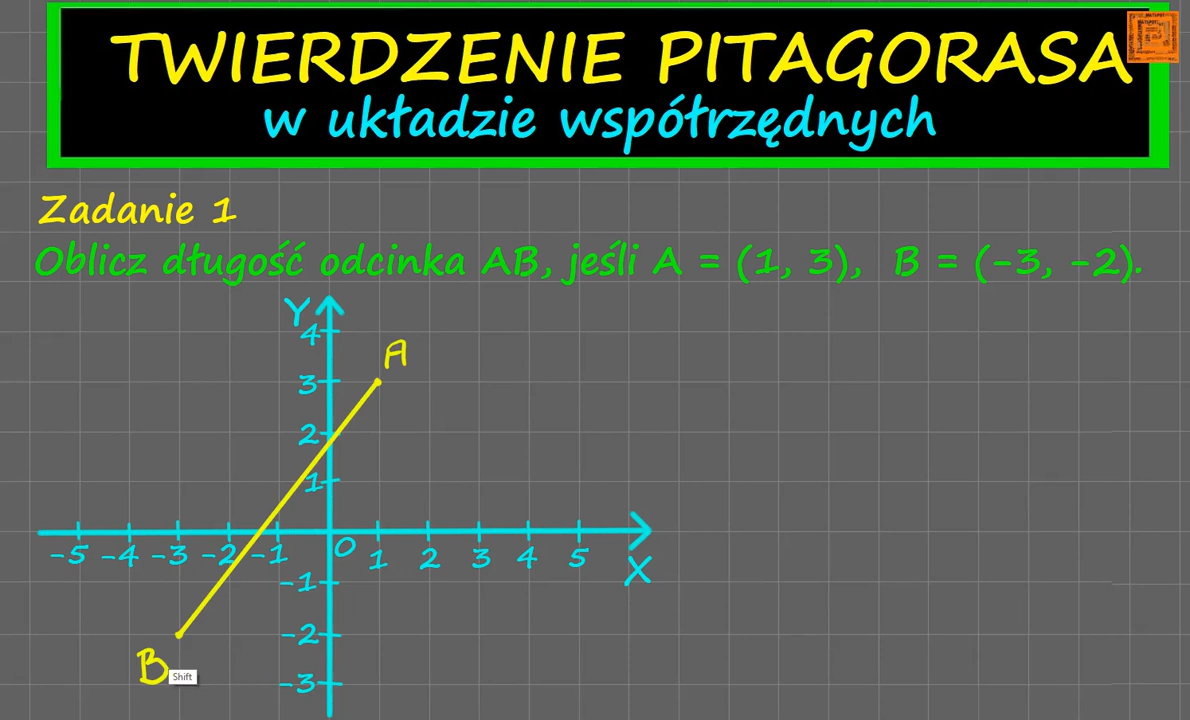 TWIERDZENIE PITAGORASA
w układzie współrzędnych
Zadanie 1
Oblicz długość odcinka AB, jeśli A = (1, 3), B = (-3, -2).
Y
4
A
3
2
1
-5 -4 -3 -2 -1 0 1 2 3 4 5
X
-1
-2
B
Shift
-3